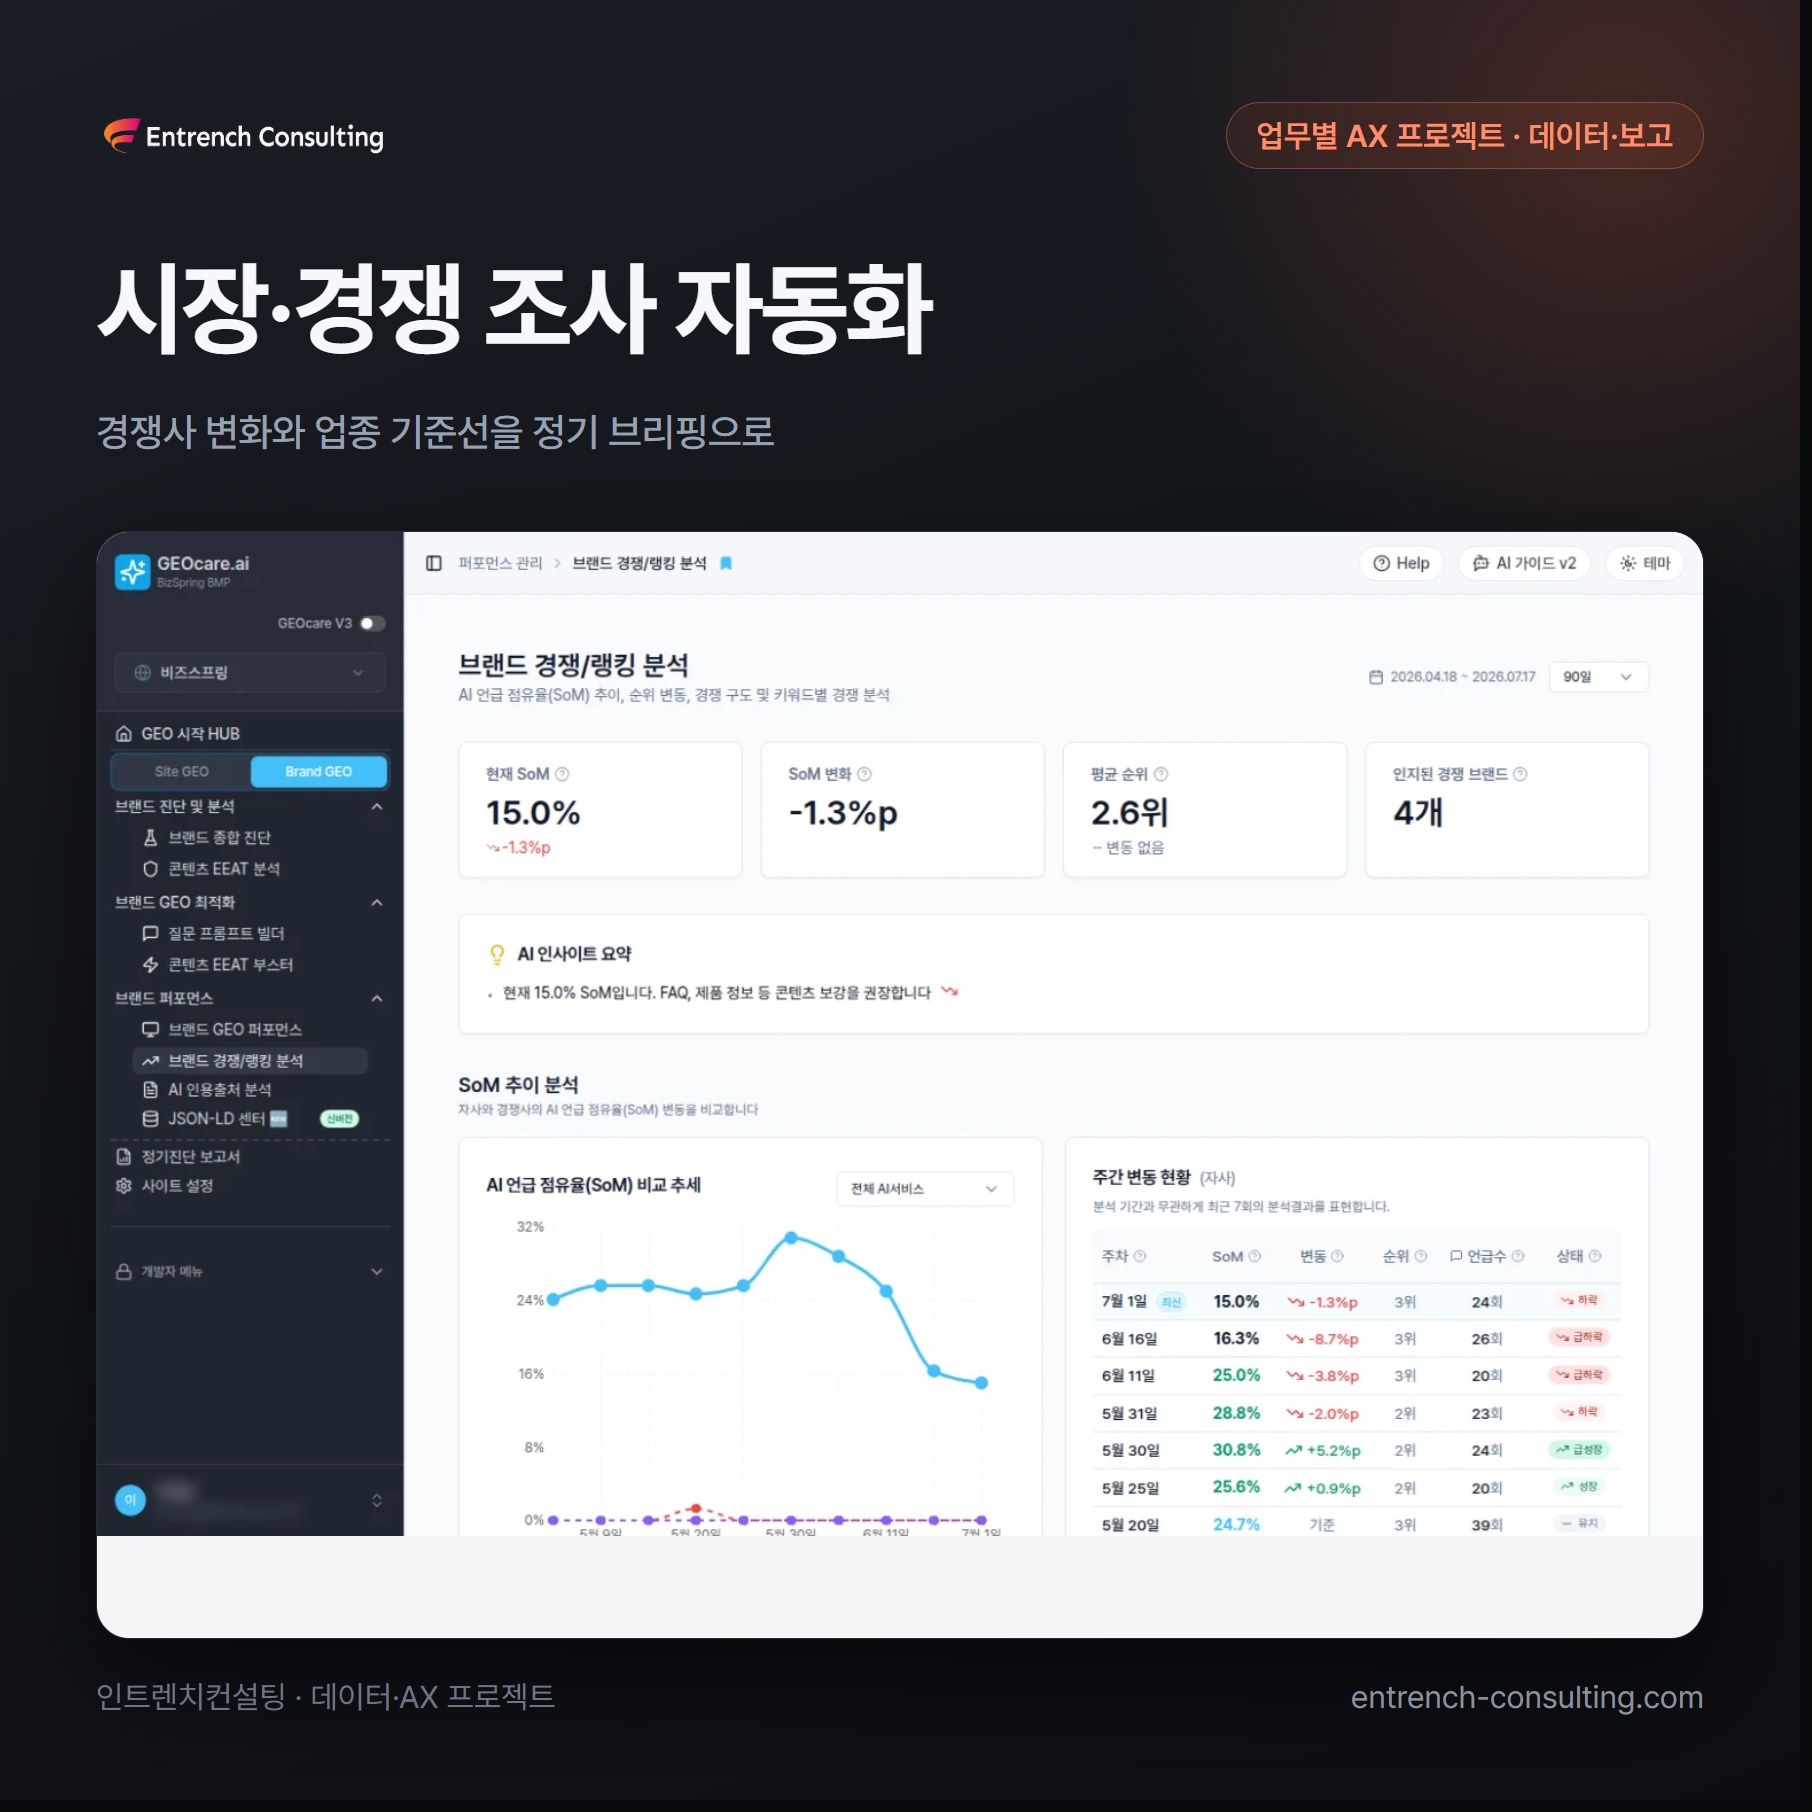 Entrench Consulting
업무별 AX 프로젝트 · 데이터·보고
시장·경쟁 조사 자동화
경쟁사 변화와 업종 기준선을 정기 브리핑으로
GEOcare.ai
BizSpring BMP
GEOcare V3
비즈스프링
GEO 시작 HUB
Site GEO
Brand GEO
브랜드 진단 및 분석
브랜드 종합 진단
콘텐츠 EEAT 분석
브랜드 GEO 최적화
질문 프롬프트 빌더
콘텐츠 EEAT 부스터
브랜드 퍼포먼스
브랜드 GEO 퍼포먼스
브랜드 경쟁/랭킹 분석
AI 인용출처 분석
JSON-LD 센터
신버전
정기진단 보고서
사이트 설정
개발자 메뉴
이
퍼포먼스 관리 > 브랜드 경쟁/랭킹 분석
Help
AI 가이드 v2
테마
브랜드 경쟁/랭킹 분석
AI 언급 점유율(SoM) 추이, 순위 변동, 경쟁 구도 및 키워드별 경쟁 분석
2026.04.18 ~ 2026.07.17
90일
현재 SoM
15.0%
-1.3%p
SoM 변화
-1.3%p
평균 순위
2.6위
− 변동 없음
인지된 경쟁 브랜드
4개
AI 인사이트 요약
• 현재 15.0% SoM입니다. FAQ, 제품 정보 등 콘텐츠 보강을 권장합니다
SoM 추이 분석
자사와 경쟁사의 AI 언급 점유율(SoM) 변동을 비교합니다
AI 언급 점유율(SoM) 비교 추세
전체 AI서비스
32%
24%
16%
8%
0%
5월 9일 5월 20일 5월 30일 6월 11일 7월 1일
주간 변동 현황 (자사)
분석 기간과 무관하게 최근 7회의 분석결과를 표현합니다.
주차 SoM 변동 순위 언급수 상태
7월 1일 최신 15.0% -1.3%p 3위 24회 하락
6월 16일 16.3% -8.7%p 3위 26회 급하락
6월 11일 25.0% -3.8%p 3위 20회 급하락
5월 31일 28.8% -2.0%p 2위 23회 하락
5월 30일 30.8% +5.2%p 2위 24회 급성장
5월 25일 25.6% +0.9%p 2위 20회 성장
5월 20일 24.7% 기준 3위 39회 − 유지
인트렌치컨설팅 · 데이터·AX 프로젝트
entrench-consulting.com